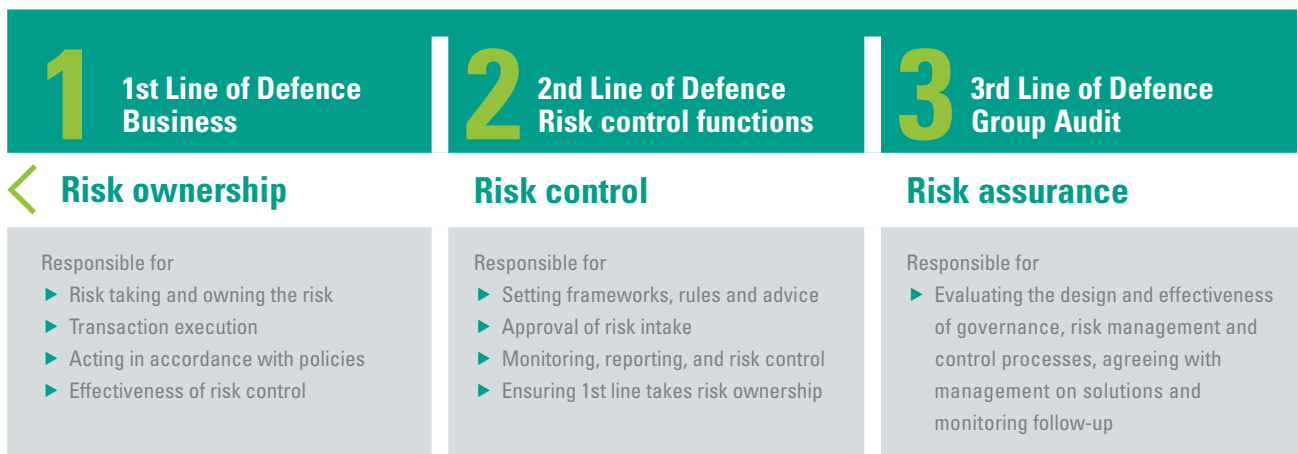 1
1st Line of Defence
Business
2
2nd Line of Defence
Risk control functions
3
3rd Line of Defence
Group Audit
Risk ownership
Risk control
Risk assurance
Responsible for
Risk taking and owning the risk
Transaction execution
Acting in accordance with policies
Effectiveness of risk control
Responsible for
Setting frameworks, rules and advice
Approval of risk intake
Monitoring, reporting, and risk control
Ensuring 1st line takes risk ownership
Responsible for
Evaluating the design and effectiveness
of governance, risk management and
control processes, agreeing with
management on solutions and
monitoring follow-up